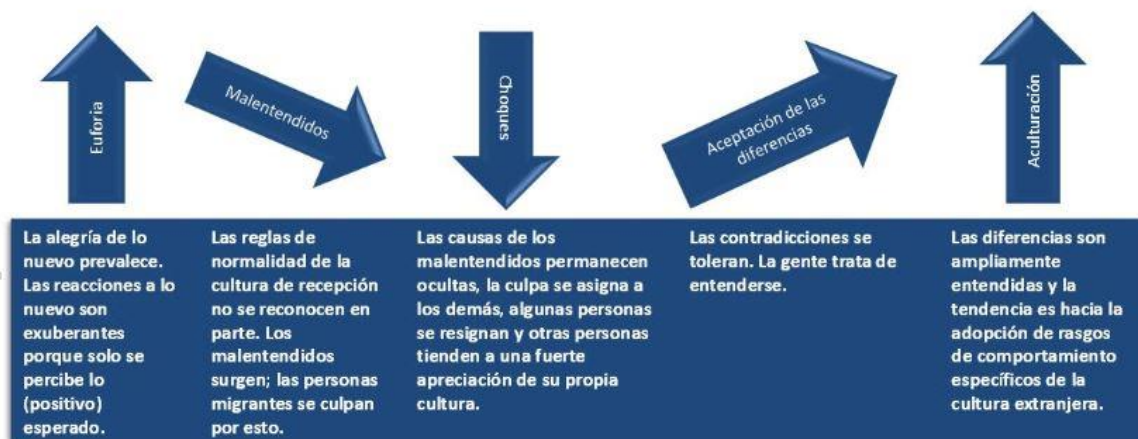 Euforia
Malentendidos
Choques
Aceptación de las
diferencias
Aculturación
La alegría de lo
nuevo prevalece.
Las reacciones a lo
nuevo son
exuberantes
porque solo se
percibe lo
(positivo)
esperado.
Las reglas de
normalidad de la
cultura de recepción
no se reconocen en
parte. Los
malentendidos
surgen; las personas
migrantes se culpan
por esto.
Las causas de los
malentendidos permanecen
ocultas, la culpa se asigna a
los demás, algunas personas
se resignan y otras personas
tienden a una fuerte
apreciación de su propia
cultura.
Las contradicciones se
toleran. La gente trata de
entenderse.
Las diferencias son
ampliamente
entendidas y la
tendencia es hacia la
adopción de rasgos
de comportamiento
específicos de la
cultura extranjera.